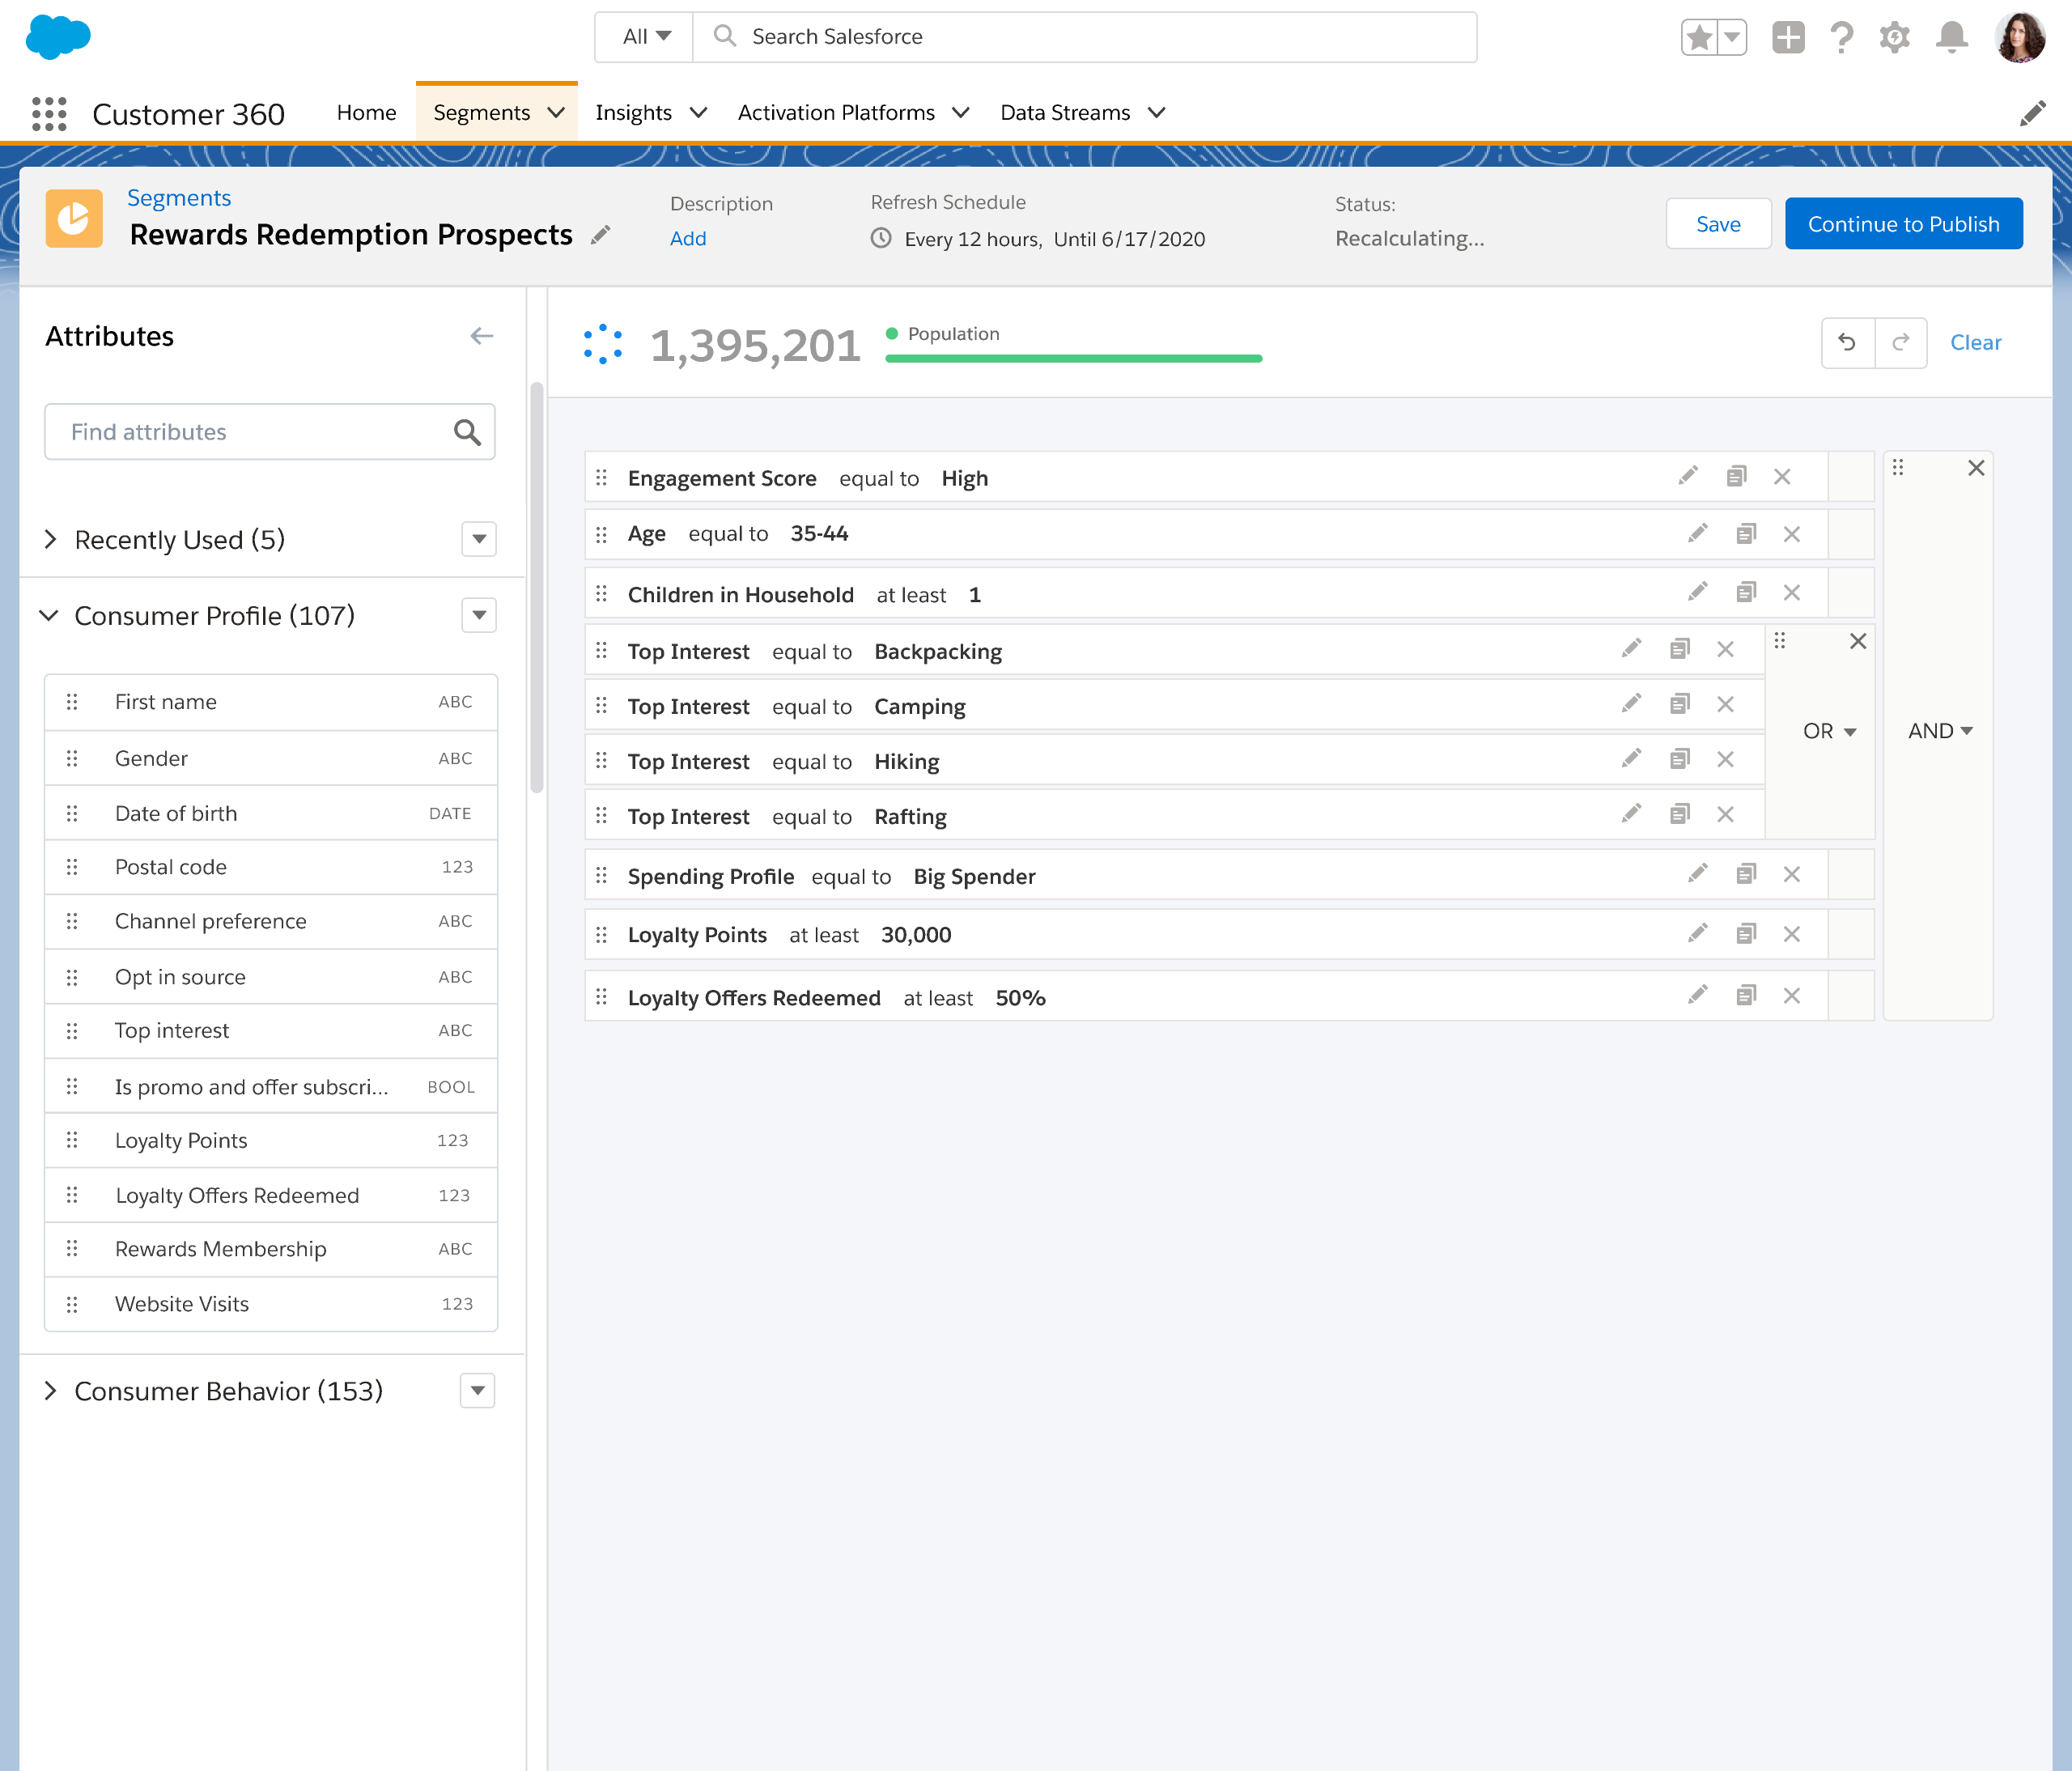 All
Search Salesforce
Customer 360
Home
Segments
Insights
Activation Platforms
Data Streams
Segments
Rewards Redemption Prospects
Description
Add
Refresh Schedule
Every 12 hours, Until 6/17/2020
Status:
Recalculating...
Save
Continue to Publish
Attributes
Find attributes
Recently Used (5)
Consumer Profile (107)
First name ABC
Gender ABC
Date of birth DATE
Postal code 123
Channel preference ABC
Opt in source ABC
Top interest ABC
Is promo and offer subscri... BOOL
Loyalty Points 123
Loyalty Offers Redeemed 123
Rewards Membership ABC
Website Visits 123
Consumer Behavior (153)
1,395,201
Population
Clear
Engagement Score equal to High
Age equal to 35-44
Children in Household at least 1
Top Interest equal to Backpacking
Top Interest equal to Camping
Top Interest equal to Hiking
Top Interest equal to Rafting
OR
AND
Spending Profile equal to Big Spender
Loyalty Points at least 30,000
Loyalty Offers Redeemed at least 50%